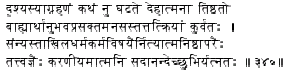 दृश्यस्याग्रहणं कथं नु घटते देहात्मना तिष्ठतो
बाह्यार्थानुभवप्रसक्तमनसस्तत्तत्क्रियां कुर्वतः ।
संन्यस्ताखिलधर्मकर्मविषयैर्नित्यात्मनिष्ठापरैः
तत्त्वज्ञैः करणीयमात्मनि सदानन्देच्छुभिर्यत्नतः ॥ ३४०॥